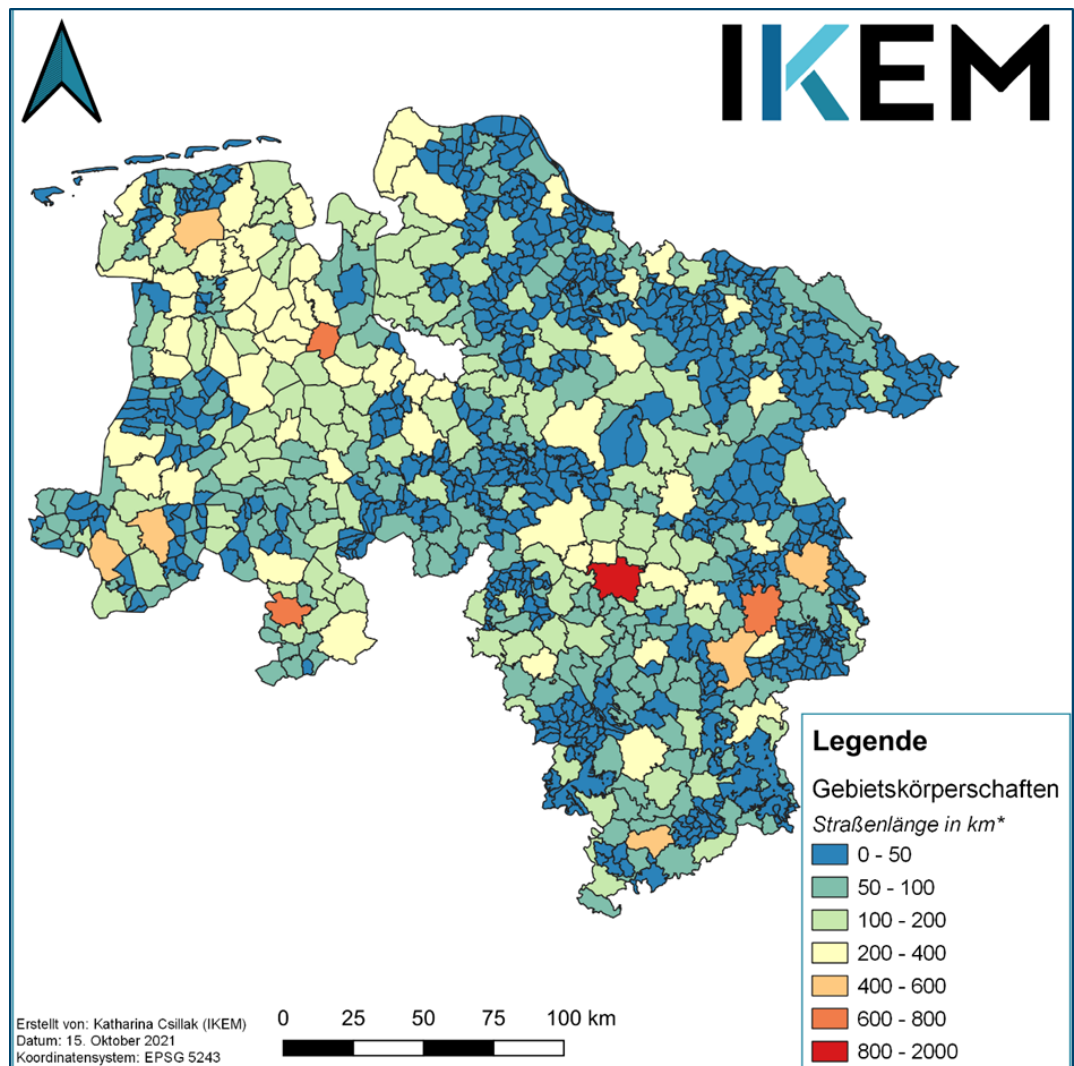 IKEM
Legende
Gebietskörperschaften
Straßenlänge in km*
0 - 50
50 - 100
100 - 200
200 - 400
400 - 600
600 - 800
800 - 2000
Erstellt von: Katharina Csillak (IKEM)
Datum: 15. Oktober 2021
Koordinatensystem: EPSG 5243
0 25 50 75 100 km